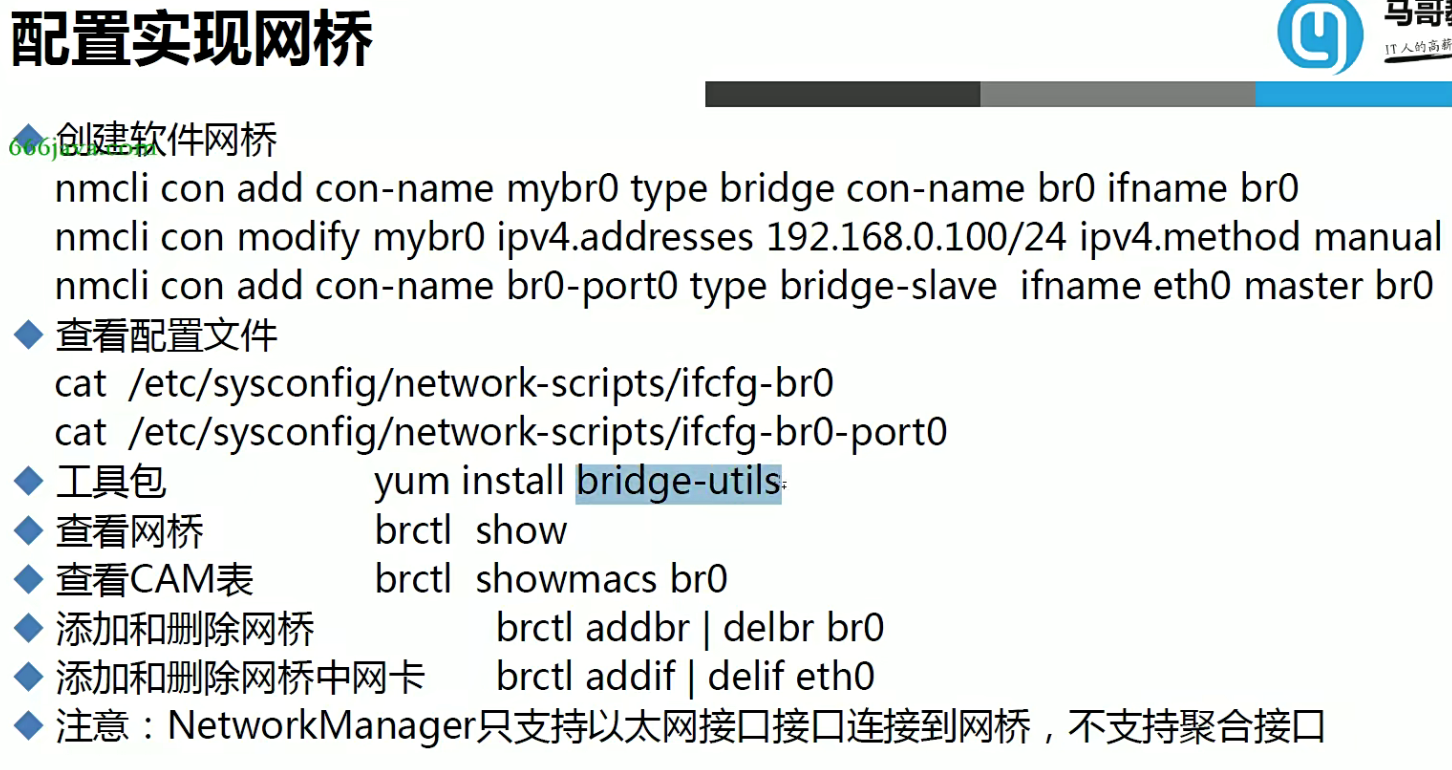 配置实现网桥
马哥教
IT人的高薪
创建软件网桥
666java.com
nmcli con add con-name mybr0 type bridge con-name br0 ifname br0
nmcli con modify mybr0 ipv4.addresses 192.168.0.100/24 ipv4.method manual
nmcli con add con-name br0-port0 type bridge-slave ifname eth0 master br0
查看配置文件
cat /etc/sysconfig/network-scripts/ifcfg-br0
cat /etc/sysconfig/network-scripts/ifcfg-br0-port0
工具包 yum install bridge-utils
查看网桥 brctl show
查看CAM表 brctl showmacs br0
添加和删除网桥 brctl addbr | delbr br0
添加和删除网桥中网卡 brctl addif | delif eth0
注意：NetworkManager只支持以太网接口接口连接到网桥，不支持聚合接口